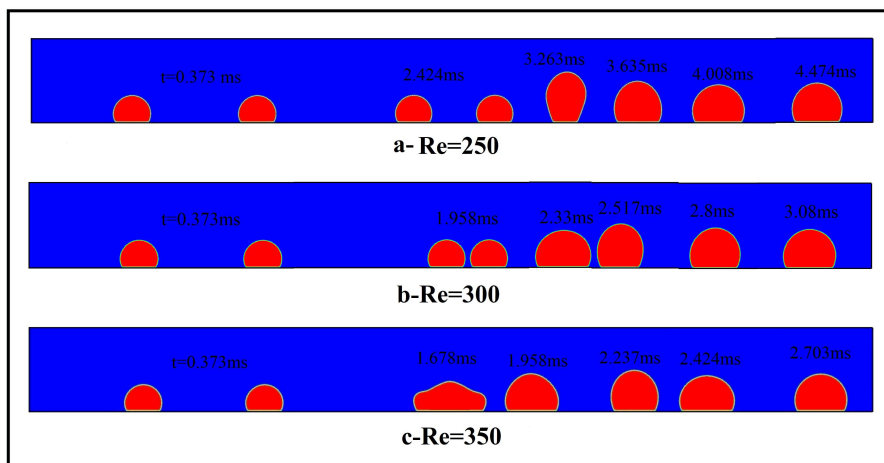 t=0.373 ms 2.424ms 3.263ms 3.635ms 4.008ms 4.474ms
a- Re=250
t=0.373ms 1.958ms 2.33ms 2.517ms 2.8ms 3.08ms
b-Re=300
t=0.373ms 1.678ms 1.958ms 2.237ms 2.424ms 2.703ms
c-Re=350